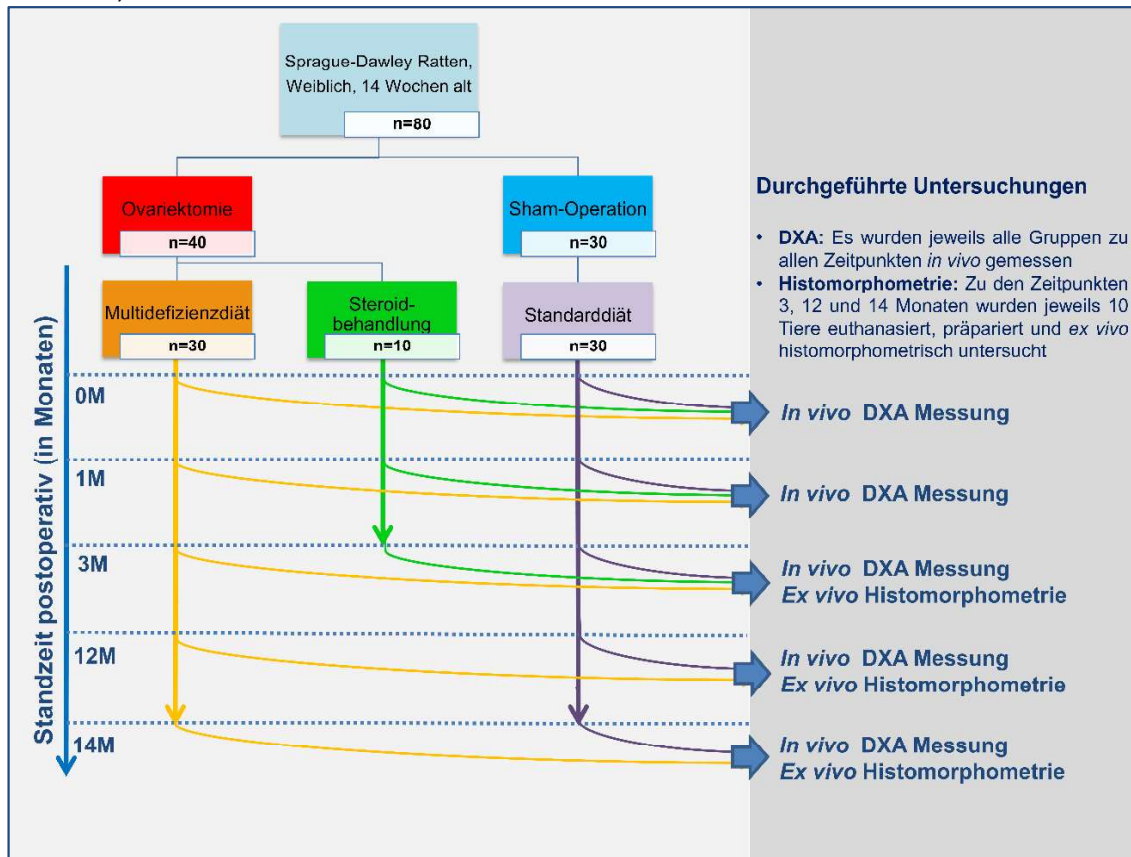 Sprague-Dawley Ratten,
Weiblich, 14 Wochen alt
n=80
Ovariektomie
n=40
Sham-Operation
n=30
Multidefizienzdiät
n=30
Steroid-
behandlung
n=10
Standarddiät
n=30
Durchgeführte Untersuchungen
• DXA: Es wurden jeweils alle Gruppen zu
allen Zeitpunkten in vivo gemessen
• Histomorphometrie: Zu den Zeitpunkten
3, 12 und 14 Monaten wurden jeweils 10
Tiere euthanasiert, präpariert und ex vivo
histomorphometrisch untersucht
Standzeit postoperativ (in Monaten)
0M
In vivo DXA Messung
1M
In vivo DXA Messung
3M
In vivo DXA Messung
Ex vivo Histomorphometrie
12M
In vivo DXA Messung
Ex vivo Histomorphometrie
14M
In vivo DXA Messung
Ex vivo Histomorphometrie